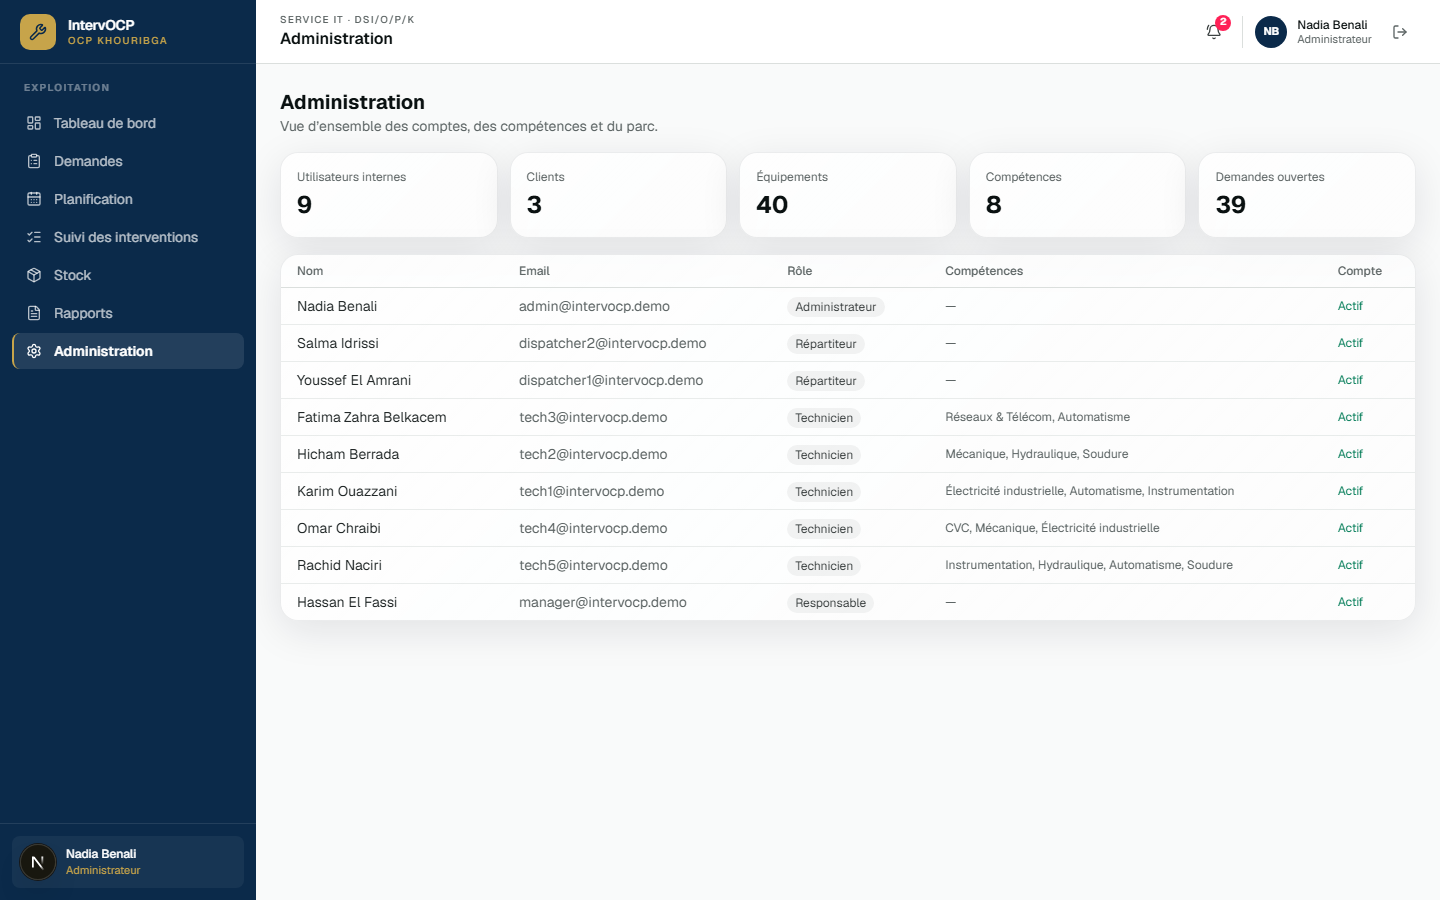 IntervOCP
OCP KHOURIBGA
EXPLOITATION
Tableau de bord
Demandes
Planification
Suivi des interventions
Stock
Rapports
Administration
Nadia Benali
Administrateur
SERVICE IT · DSI/O/P/K
Administration
2
NB
Nadia Benali
Administrateur
Administration
Vue d'ensemble des comptes, des compétences et du parc.
Utilisateurs internes
9
Clients
3
Équipements
40
Compétences
8
Demandes ouvertes
39
Nom Email Rôle Compétences Compte
Nadia Benali admin@intervocp.demo Administrateur — Actif
Salma Idrissi dispatcher2@intervocp.demo Répartiteur — Actif
Youssef El Amrani dispatcher1@intervocp.demo Répartiteur — Actif
Fatima Zahra Belkacem tech3@intervocp.demo Technicien Réseaux & Télécom, Automatisme Actif
Hicham Berrada tech2@intervocp.demo Technicien Mécanique, Hydraulique, Soudure Actif
Karim Ouazzani tech1@intervocp.demo Technicien Électricité industrielle, Automatisme, Instrumentation Actif
Omar Chraibi tech4@intervocp.demo Technicien CVC, Mécanique, Électricité industrielle Actif
Rachid Naciri tech5@intervocp.demo Technicien Instrumentation, Hydraulique, Automatisme, Soudure Actif
Hassan El Fassi manager@intervocp.demo Responsable — Actif